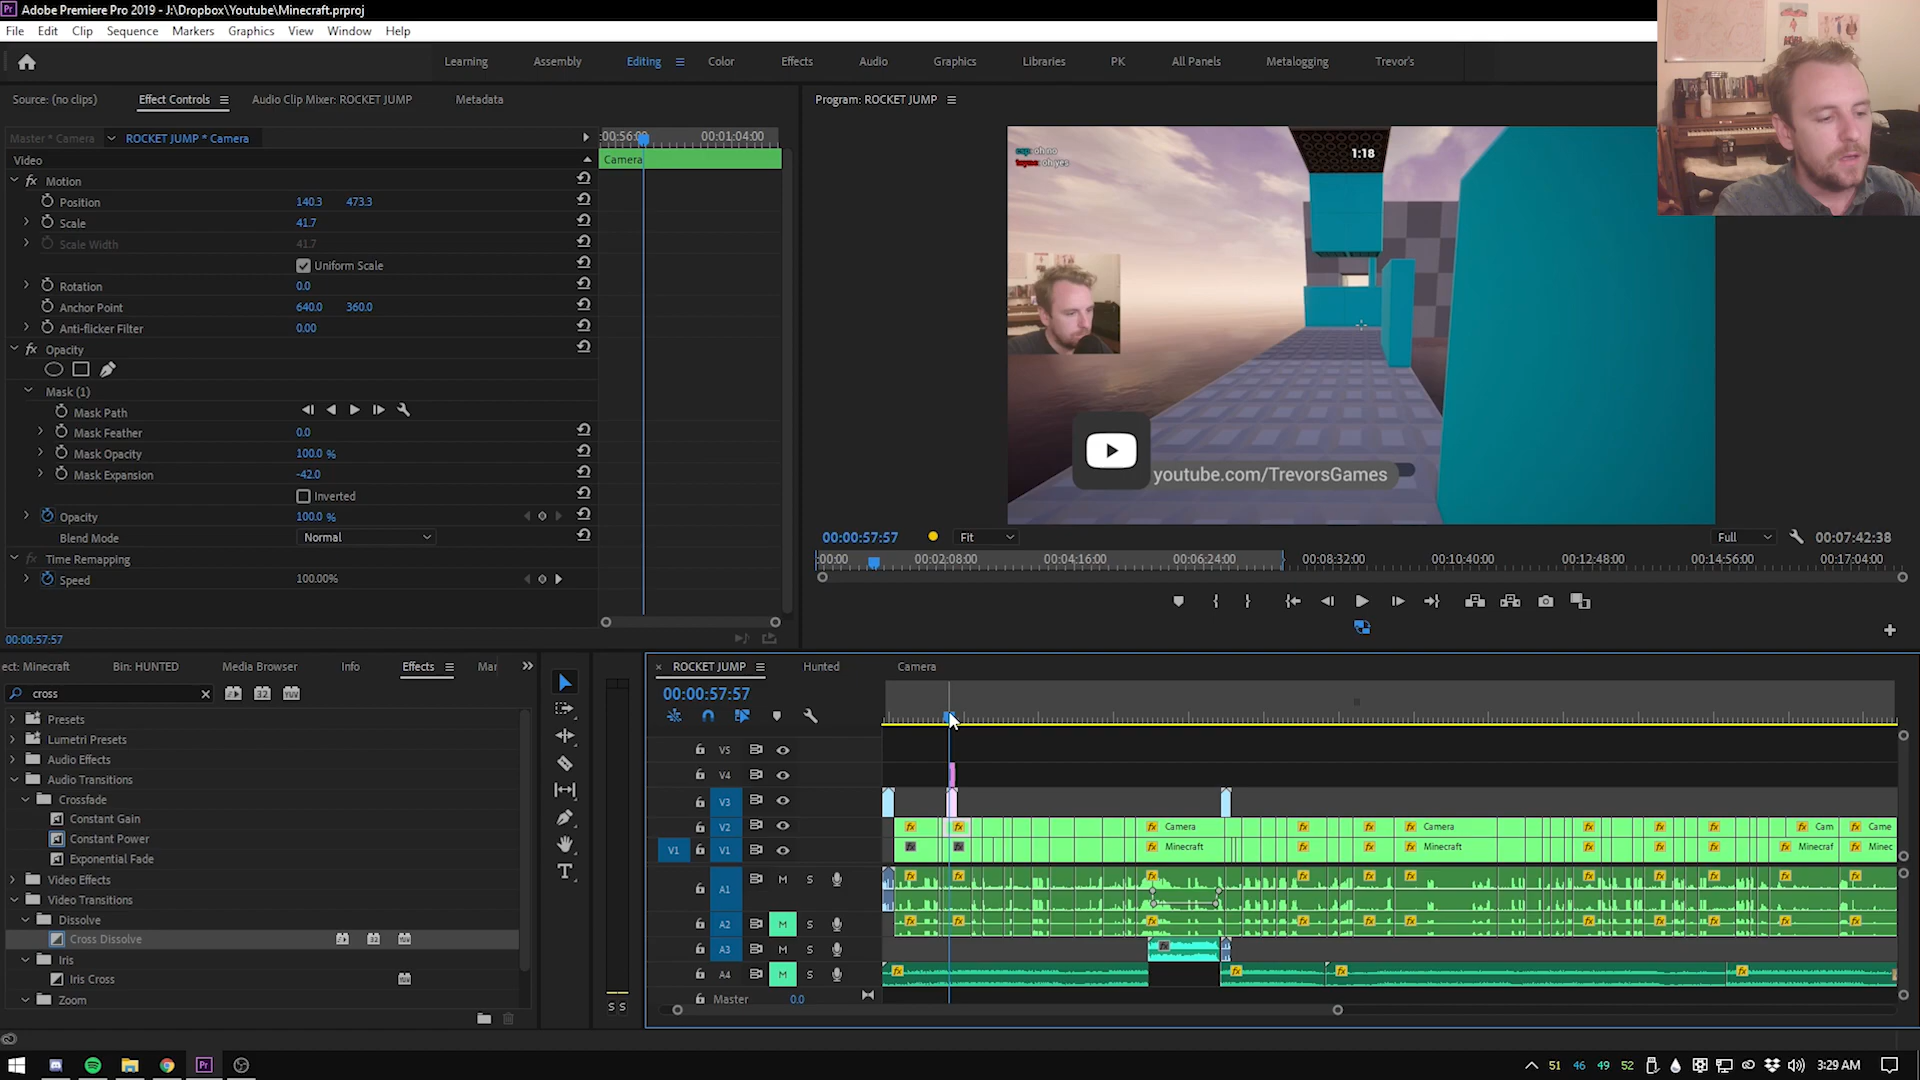 Adobe Premiere Pro 2019 - J:\Dropbox\Youtube\Minecraft.prproj
File Edit Clip Sequence Markers Graphics View Window Help
Learning Assembly Editing Color Effects Audio Graphics Libraries PK All Panels Metalogging Trevor's
Source: (no clips) Effect Controls Audio Clip Mixer: ROCKET JUMP Metadata
Program: ROCKET JUMP
Master * Camera ROCKET JUMP * Camera
:00:56:00 00:01:04:00
Video
Camera
Motion
Position 140.3 473.3
Scale 41.7
Scale Width 41.7
Uniform Scale
Rotation 0.0
Anchor Point 640.0 360.0
Anti-flicker Filter 0.00
Opacity
Mask (1)
Mask Path
Mask Feather 0.0
Mask Opacity 100.0 %
Mask Expansion -42.0
Inverted
Opacity 100.0 %
Blend Mode Normal
Time Remapping
Speed 100.00%
00:00:57:57
oh no
oh yes
1:18
youtube.com/TrevorsGames
00:00:57:57 Fit Full 00:07:42:38
:00:00 00:02:08:00 00:04:16:00 00:06:24:00 00:08:32:00 00:10:40:00 00:12:48:00 00:14:56:00 00:17:04:00
ect: Minecraft Bin: HUNTED Media Browser Info Effects Mar
cross
Presets
Lumetri Presets
Audio Effects
Audio Transitions
Crossfade
Constant Gain
Constant Power
Exponential Fade
Video Effects
Video Transitions
Dissolve
Cross Dissolve
Iris
Iris Cross
Zoom
S S
ROCKET JUMP Hunted Camera
00:00:57:57
V5
V4
V3
V2 Camera Camera Cam Came
V1 V1 Minecraft Minecraft Minecraf Minec
A1 M S
A2 M S
A3 M S
A4 M S
Master 0.0
51 46 49 52 3:29 AM